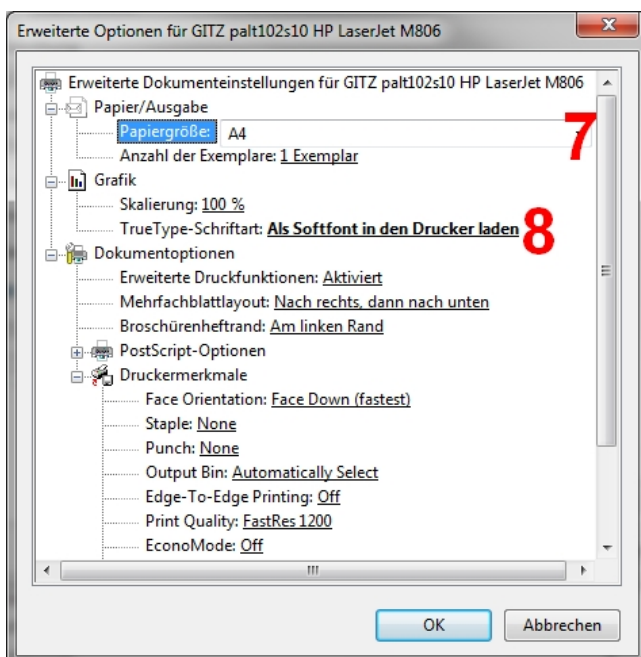 Erweiterte Optionen für GITZ palt102s10 HP LaserJet M806
Erweiterte Dokumenteinstellungen für GITZ palt102s10 HP LaserJet M806
Papier/Ausgabe
Papiergröße: A4 7
Anzahl der Exemplare: 1 Exemplar
Grafik
Skalierung: 100 %
TrueType-Schriftart: Als Softfont in den Drucker laden 8
Dokumentoptionen
Erweiterte Druckfunktionen: Aktiviert
Mehrfachblattlayout: Nach rechts, dann nach unten
Broschürenheftrand: Am linken Rand
PostScript-Optionen
Druckermerkmale
Face Orientation: Face Down (fastest)
Staple: None
Punch: None
Output Bin: Automatically Select
Edge-To-Edge Printing: Off
Print Quality: FastRes 1200
EconoMode: Off
OK Abbrechen